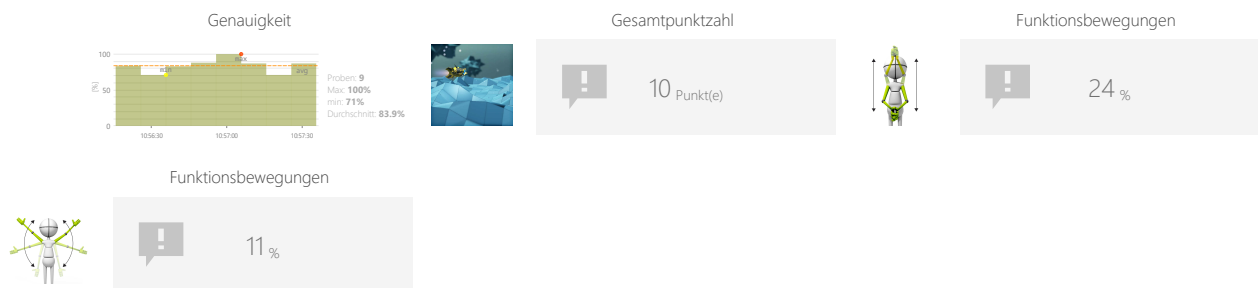 Genauigkeit
100
50
0
[%]
min
max
avg
10:56:30
10:57:00
10:57:30
Proben: 9
Max: 100%
min: 71%
Durchschnitt: 83.9%
Gesamtpunktzahl
10 Punkt(e)
Funktionsbewegungen
24 %
Funktionsbewegungen
11 %